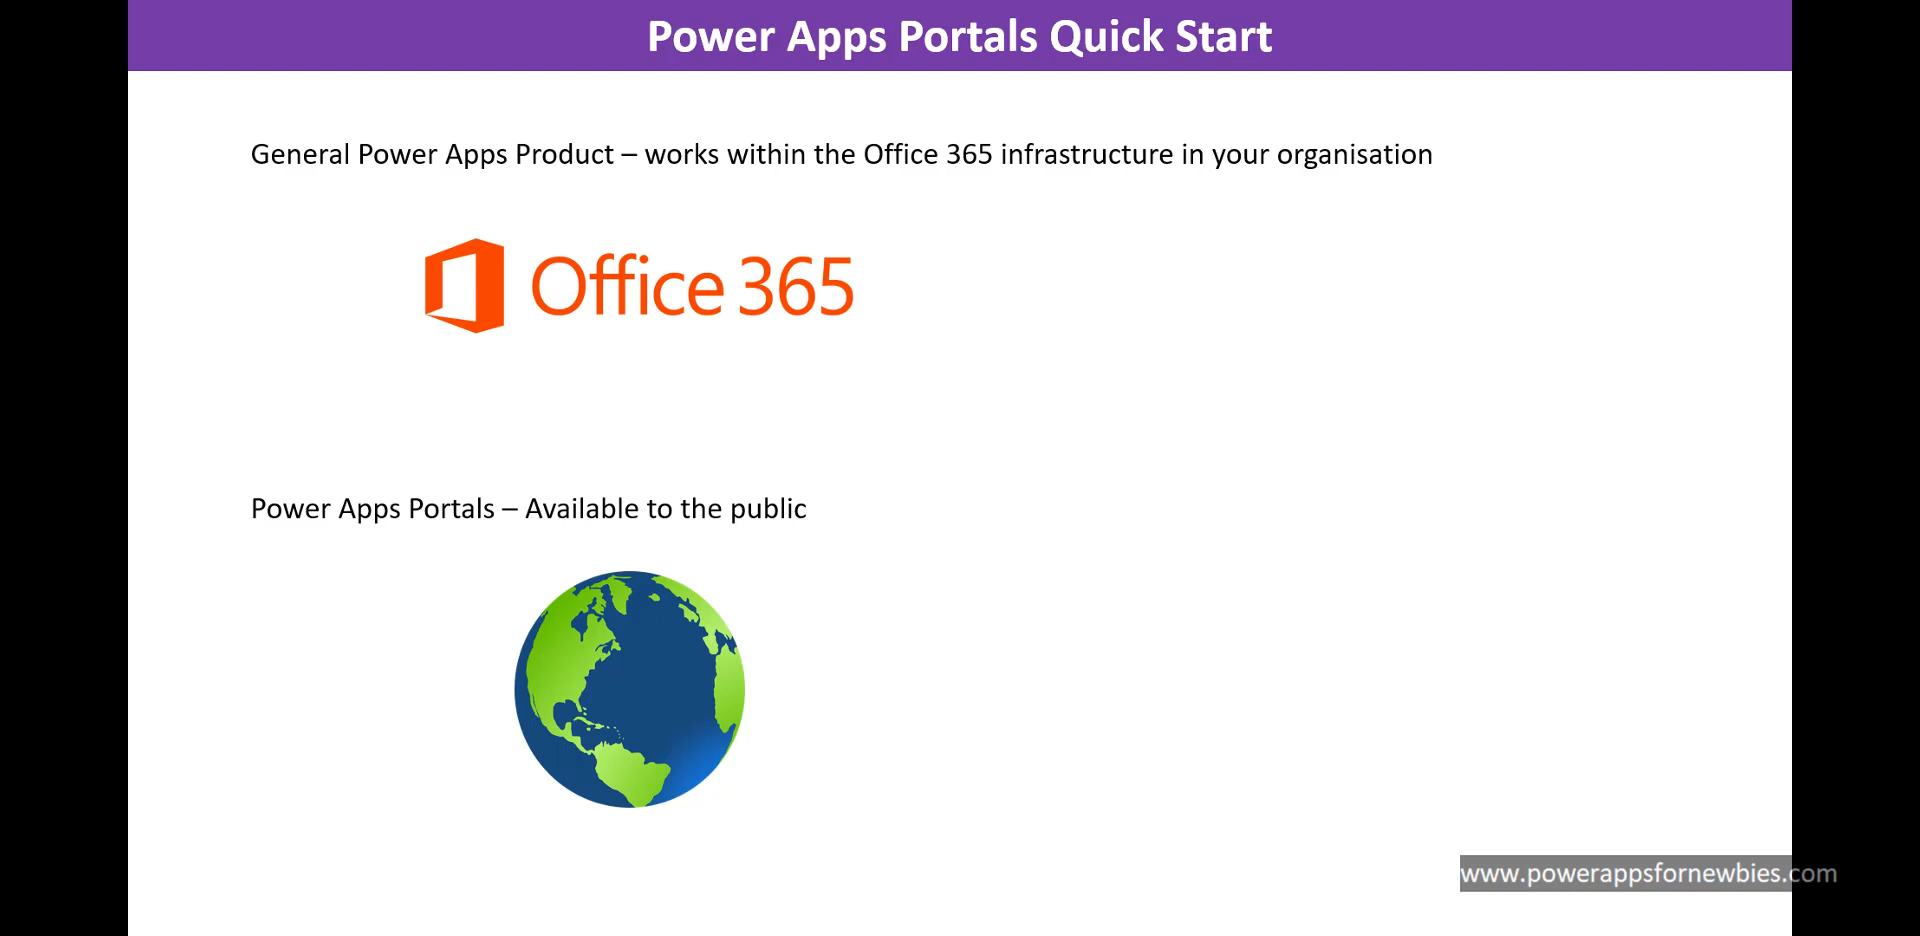 Power Apps Portals Quick Start
General Power Apps Product – works within the Office 365 infrastructure in your organisation
Office 365
Power Apps Portals – Available to the public
www.powerappsfornewbies.com